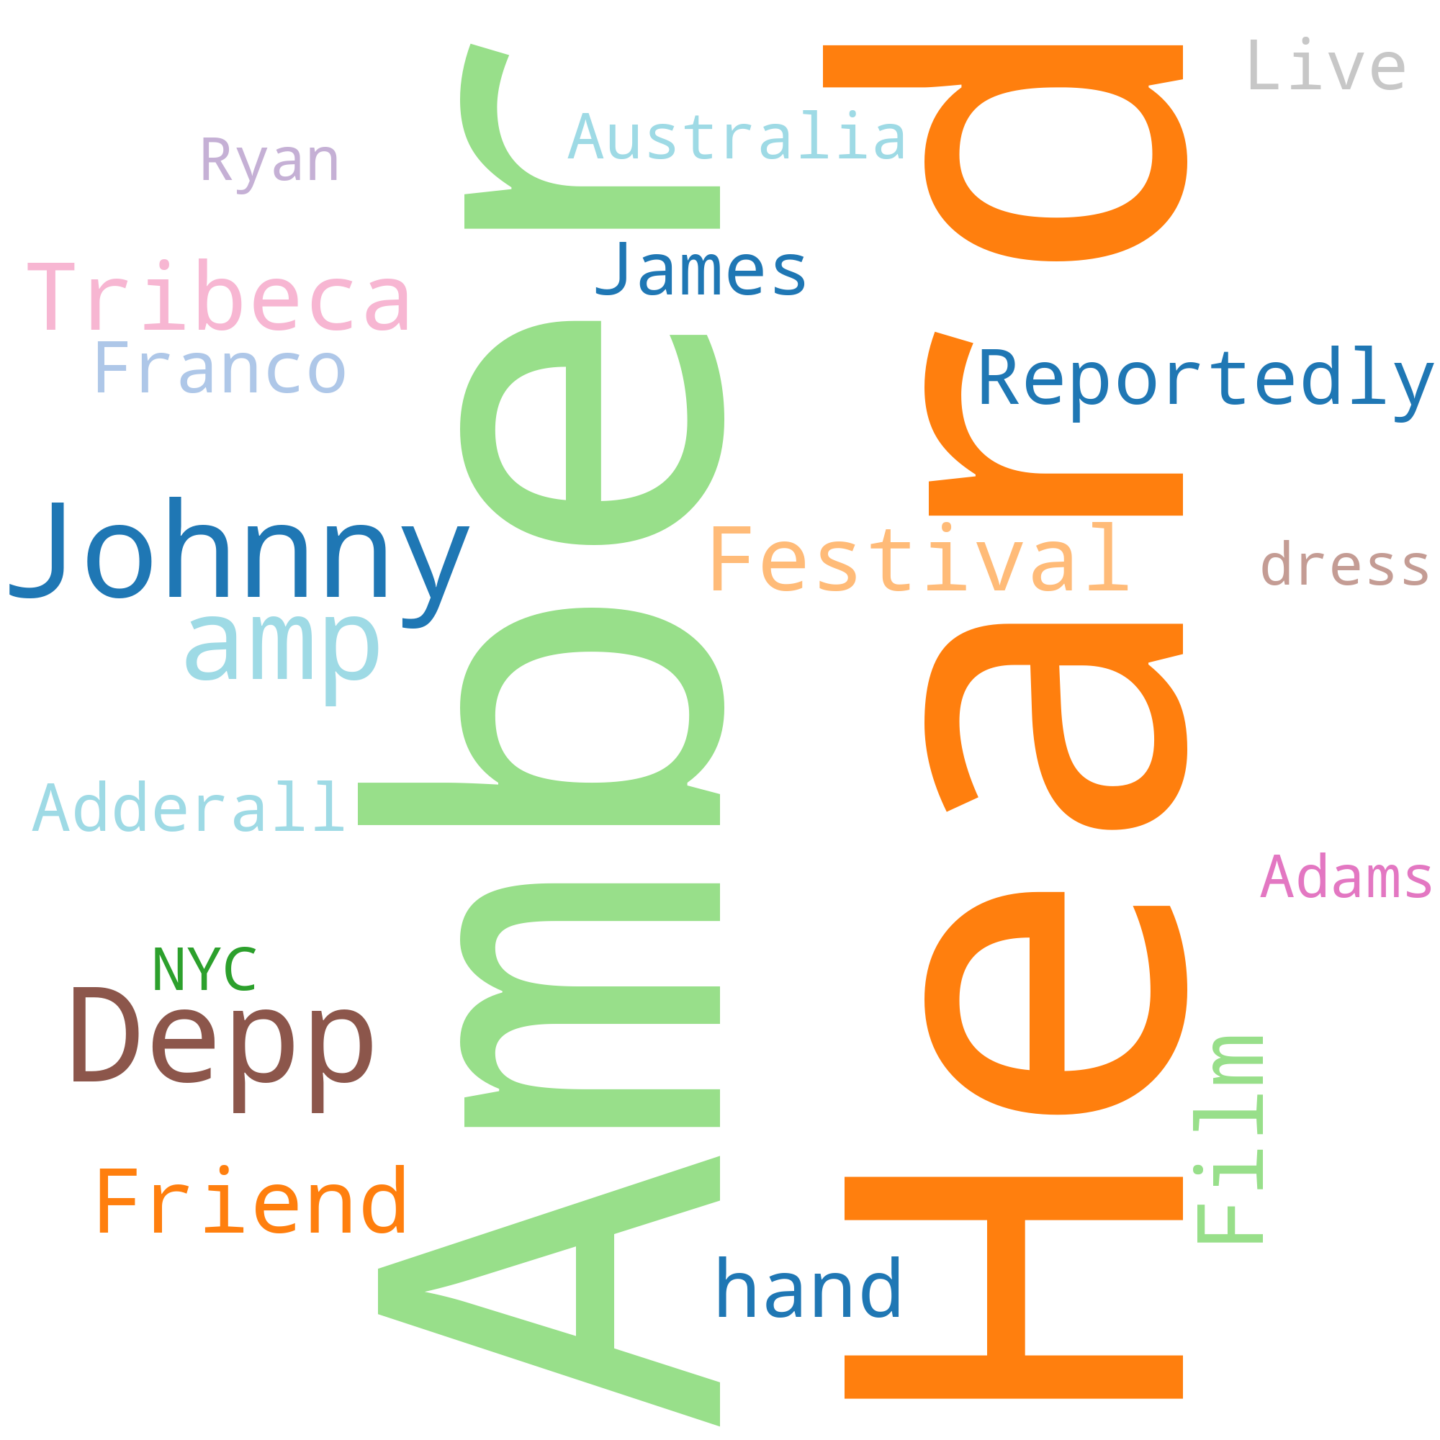 Live
Ryan
Australia
James
Tribeca
Franco
Reportedly
Johnny
amp
Festival
dress
Amber
Heard
Adderall
Adams
NYC
Depp
Film
Friend
hand